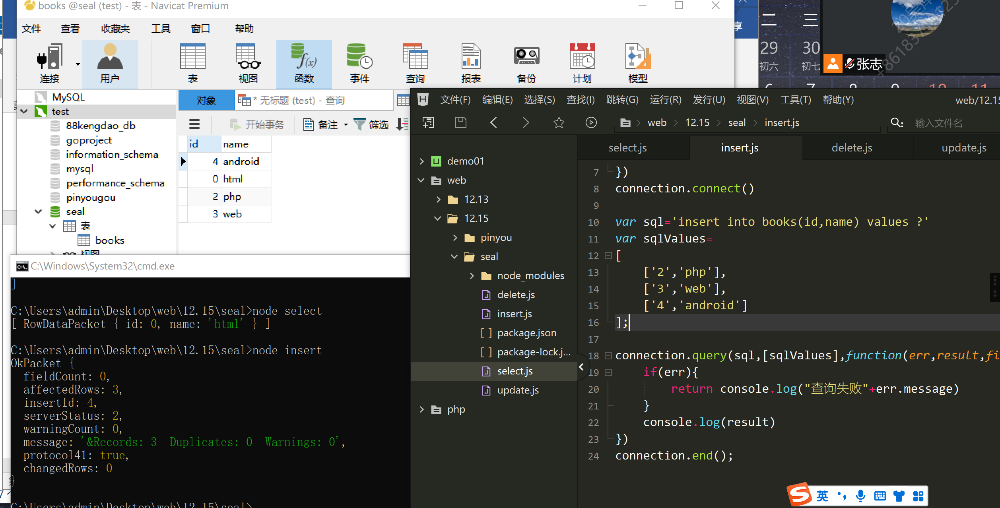 books @seal (test) - 表 - Navicat Premium
文件 查看 收藏夹 工具 窗口 帮助
连接 用户 表 视图 函数 事件 查询 报表 备份 计划 模型
MySQL
test
88kengdao_db
goproject
information_schema
mysql
performance_schema
pinyougou
seal
表
books
视图
对象 * 无标题 (test) - 查询
开始事务 备注 筛选
id name
4 android
0 html
2 php
3 web
C:\Windows\System32\cmd.exe
]
C:\Users\admin\Desktop\web\12.15\seal>node select
[ RowDataPacket { id: 0, name: 'html' } ]
C:\Users\admin\Desktop\web\12.15\seal>node insert
OkPacket {
fieldCount: 0,
affectedRows: 3,
insertId: 4,
serverStatus: 2,
warningCount: 0,
message: '&Records: 3  Duplicates: 0  Warnings: 0',
protocol41: true,
changedRows: 0
}
C:\Users\admin\Desktop\web\12.15\seal>
享
二 三
29 30
初六 初七
6 7 8 9 10 11
张志
文件(F) 编辑(E) 选择(S) 查找(I) 跳转(G) 运行(R) 发行(U) 视图(V) 工具(T) 帮助(Y) web/12.15
web 12.15 seal insert.js 输入文件名
demo01
web
12.13
12.15
pinyou
seal
node_modules
delete.js
insert.js
package.json
package-lock.j...
select.js
update.js
php
select.js insert.js delete.js update.js
7 })
8 connection.connect()
9
10 var sql='insert into books(id,name) values ?'
11 var sqlValues=
12 [
13 ['2','php'],
14 ['3','web'],
15 ['4','android']
16 ];
17
18 connection.query(sql,[sqlValues],function(err,result,fi
19 if(err){
20 return console.log("查询失败"+err.message)
21 }
22 console.log(result)
23 })
24 connection.end();
英